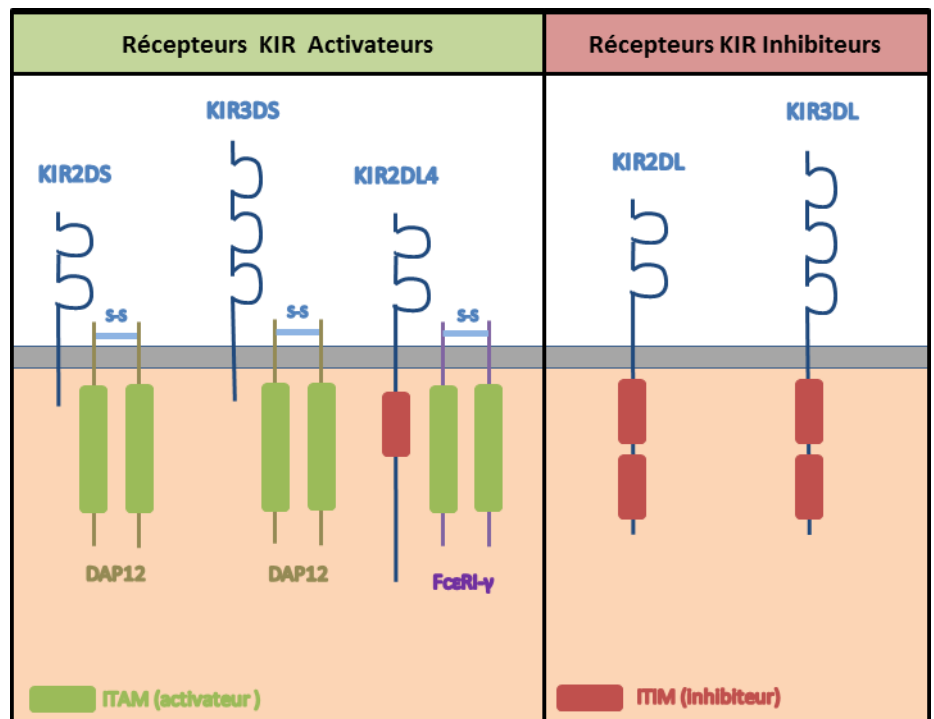 Récepteurs KIR Activateurs
Récepteurs KIR Inhibiteurs
KIR2DS
KIR3DS
KIR2DL4
KIR2DL
KIR3DL
S-S
S-S
S-S
DAP12
DAP12
FcεRI-γ
ITAM (activateur )
ITIM (inhibiteur)